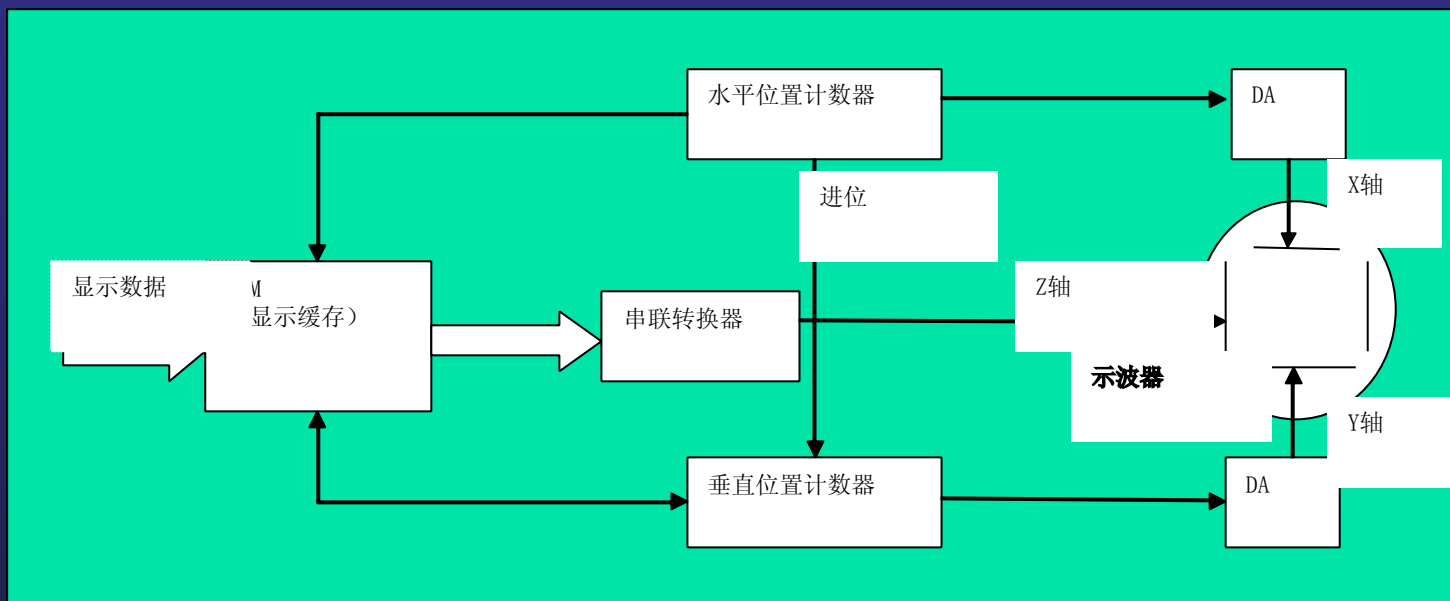 水平位置计数器
DA
X轴
进位
显示数据
M
显示缓存）
Z轴
串联转换器
示波器
Y轴
垂直位置计数器
DA